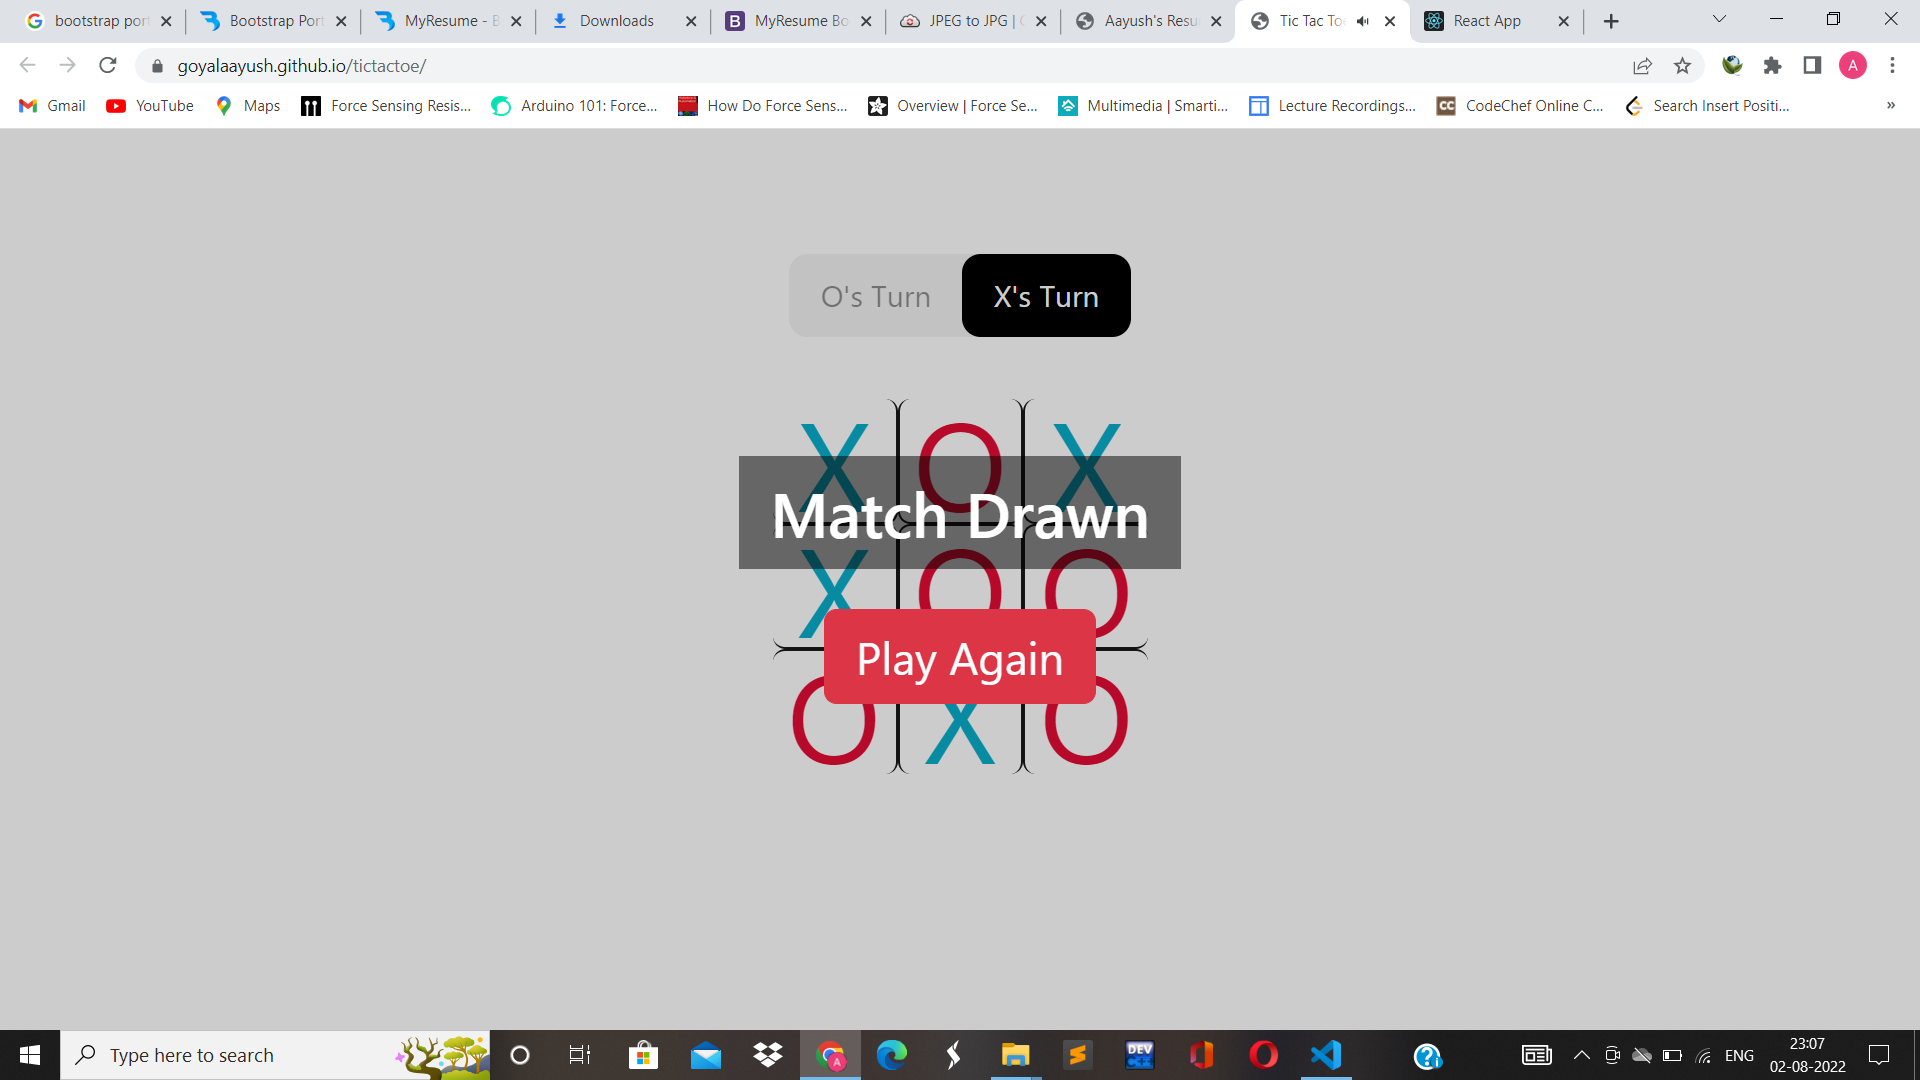 bootstrap port
Bootstrap Port
MyResume - B
Downloads
MyResume Bo
JPEG to JPG | C
Aayush's Resu
Tic Tac Toe
React App
goyalaayush.github.io/tictactoe/
A
Gmail
YouTube
Maps
Force Sensing Resis...
Arduino 101: Force...
How Do Force Sens...
Overview | Force Se...
Multimedia | Smarti...
Lecture Recordings...
CodeChef Online C...
Search Insert Positi...
»
O's Turn
X's Turn
X O X
Match Drawn
X O O
Play Again
O X O
Type here to search
DEV
C++
ENG
23:07
02-08-2022